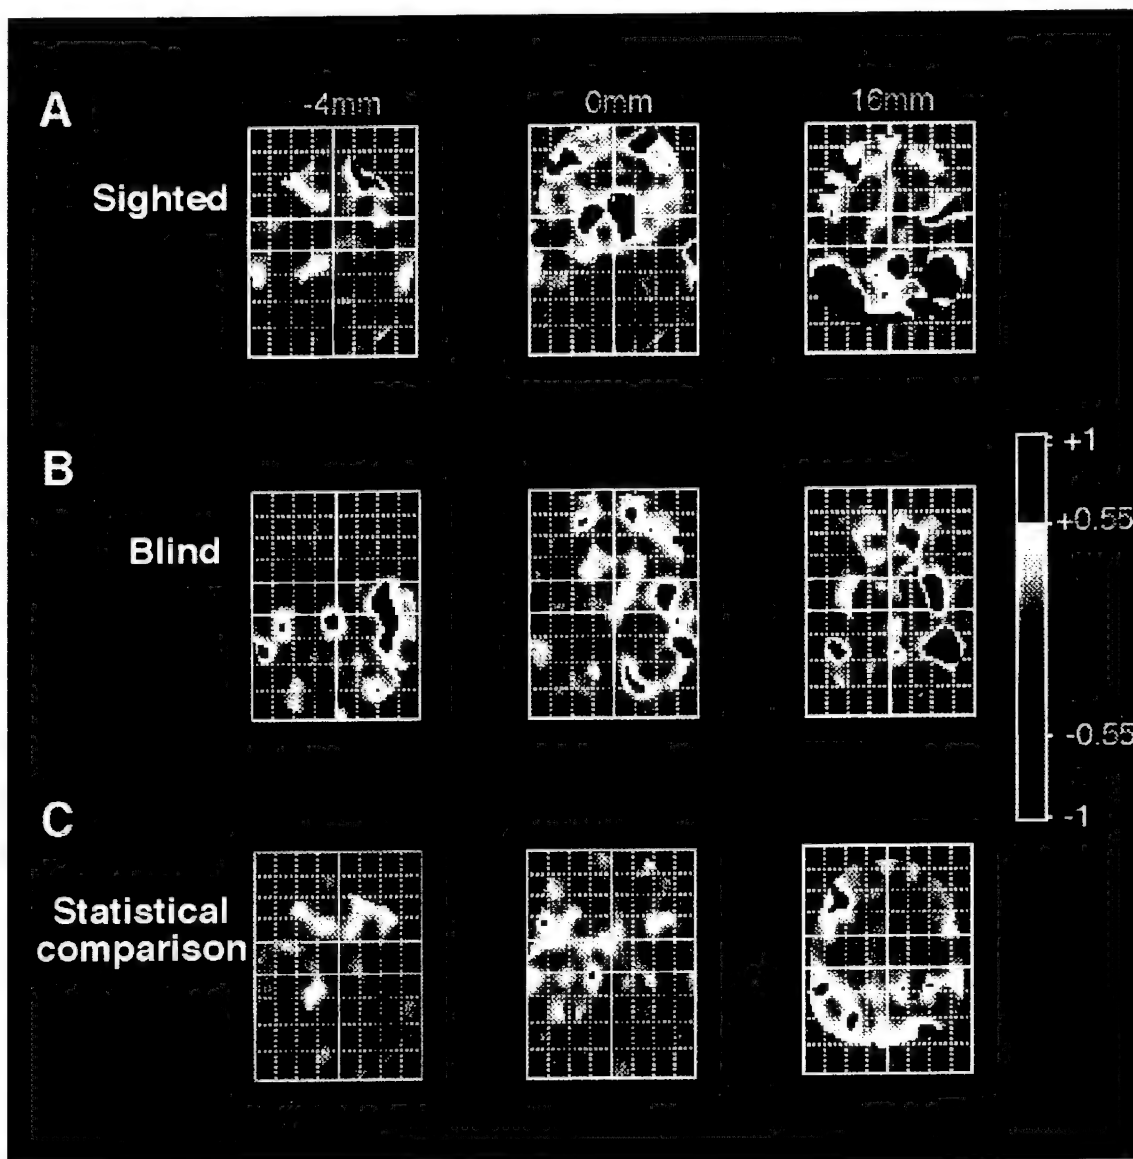 A
-4mm
0mm
16mm
Sighted
B
+1
+0.55
Blind
-0.55
-1
C
Statistical
comparison